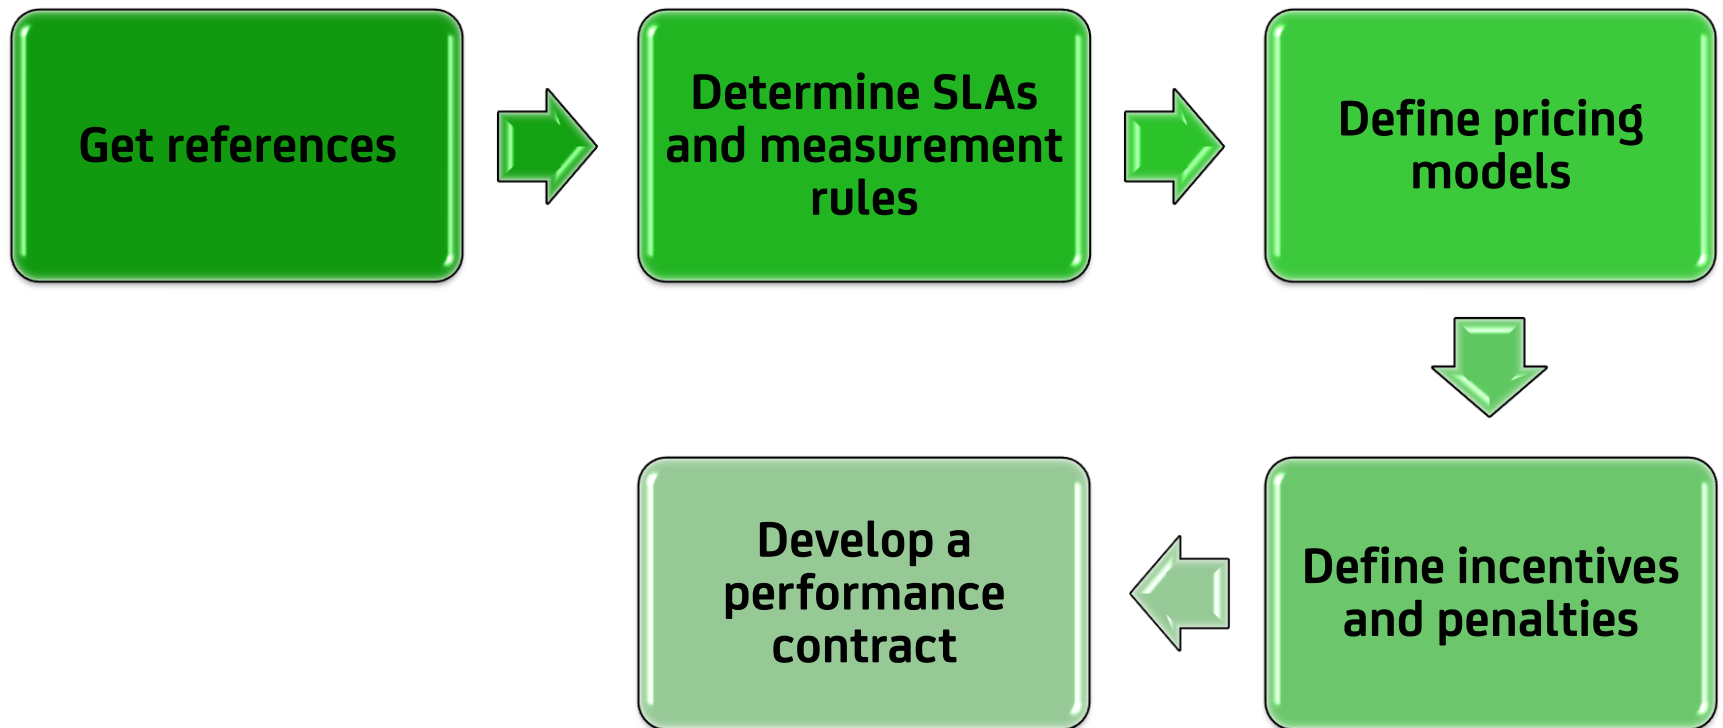 Get references
Determine SLAs
and measurement
rules
Define pricing
models
Define incentives
and penalties
Develop a
performance
contract